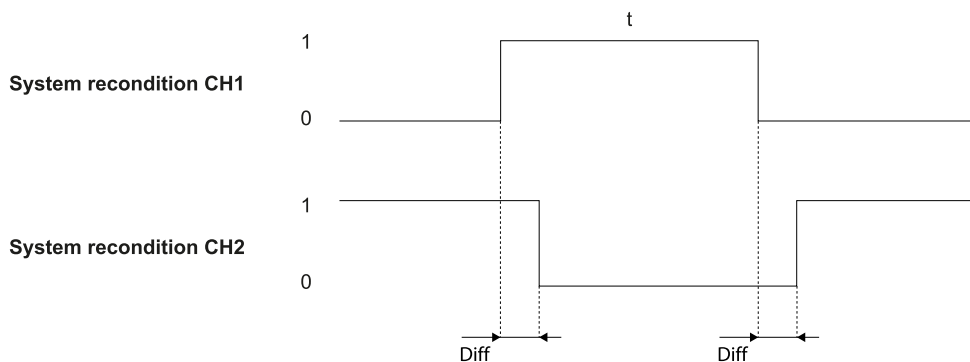 t
1
System recondition CH1
0
1
System recondition CH2
0
Diff Diff